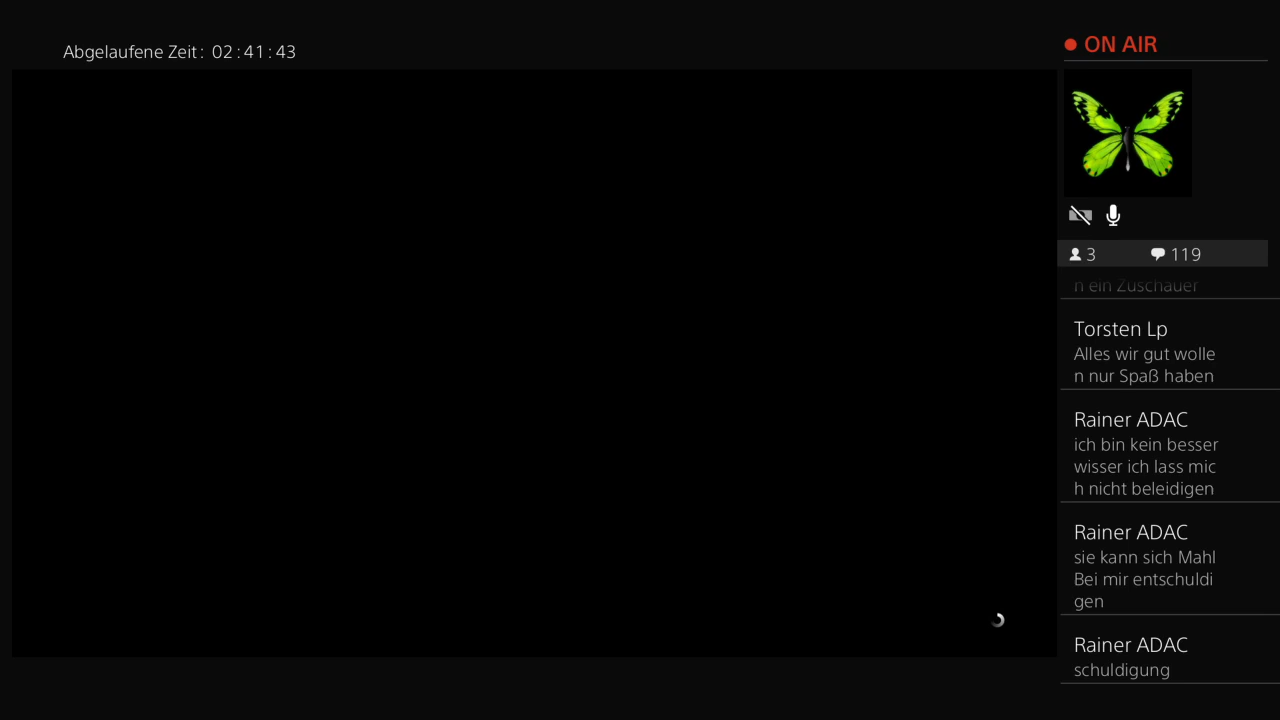 Abgelaufene Zeit: 02:41:43
ON AIR
3 119
n ein Zuschauer
Torsten Lp
Alles wir gut wolle
n nur Spaß haben
Rainer ADAC
ich bin kein besser
wisser ich lass mic
h nicht beleidigen
Rainer ADAC
sie kann sich Mahl
Bei mir entschuldi
gen
Rainer ADAC
schuldigung